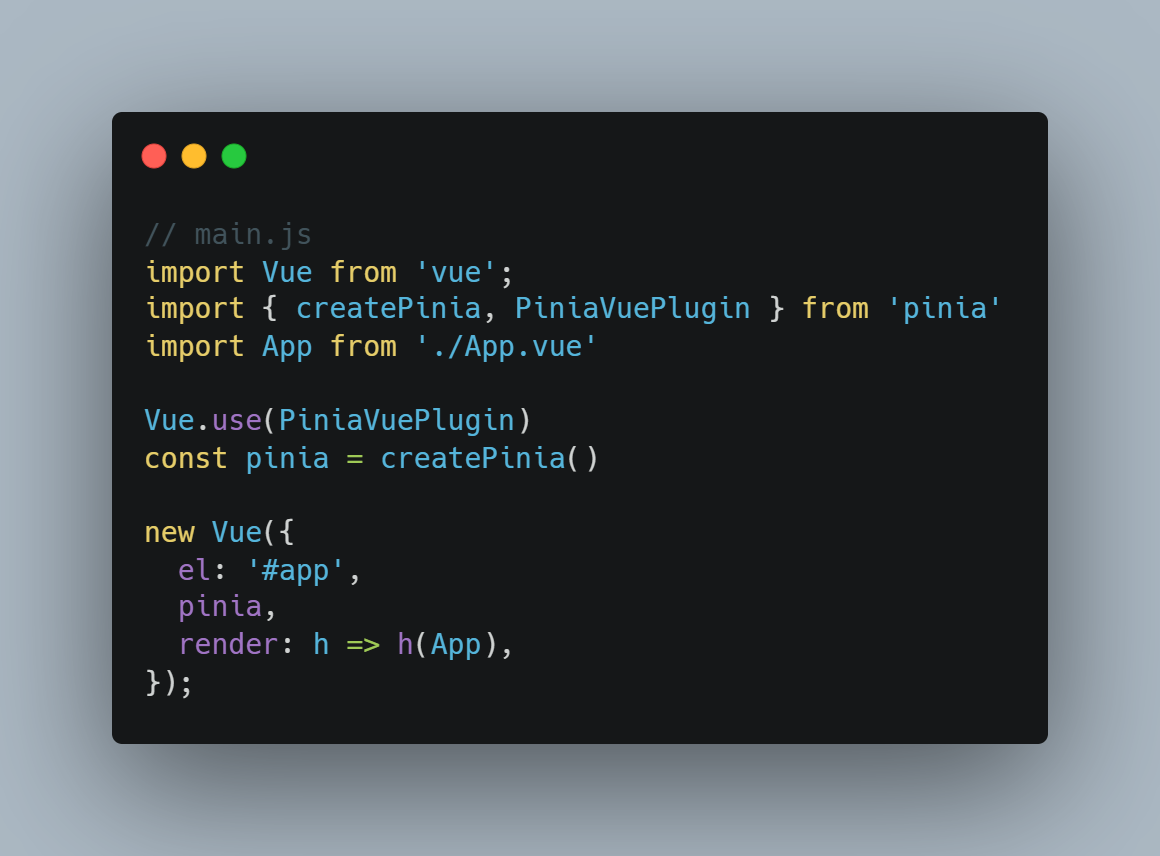 // main.js
import Vue from 'vue';
import { createPinia, PiniaVuePlugin } from 'pinia'
import App from './App.vue'

Vue.use(PiniaVuePlugin)
const pinia = createPinia()

new Vue({
  el: '#app',
  pinia,
  render: h => h(App),
});